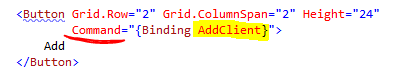 <Button Grid.Row="2" Grid.ColumnSpan="2" Height="24"
Command="{Binding AddClient}">
Add
</Button>